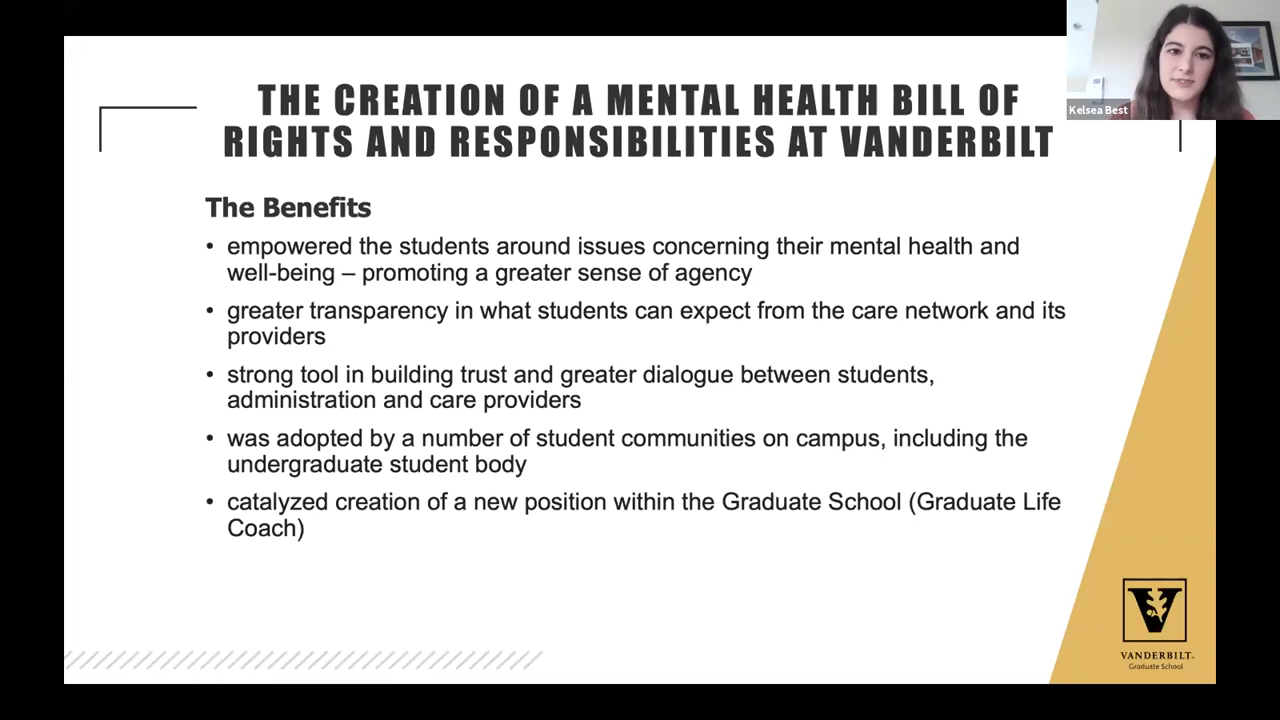 THE CREATION OF A MENTAL HEALTH BILL OF
RIGHTS AND RESPONSIBILITIES AT VANDERBILT
Kelsea Best
The Benefits
• empowered the students around issues concerning their mental health and
well-being – promoting a greater sense of agency
• greater transparency in what students can expect from the care network and its
providers
• strong tool in building trust and greater dialogue between students,
administration and care providers
• was adopted by a number of student communities on campus, including the
undergraduate student body
• catalyzed creation of a new position within the Graduate School (Graduate Life
Coach)
V
VANDERBILT
Graduate School